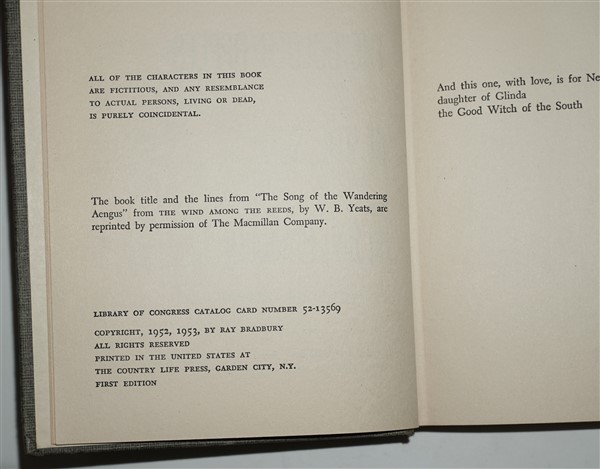 ALL OF THE CHARACTERS IN THIS BOOK
ARE FICTITIOUS, AND ANY RESEMBLANCE
TO ACTUAL PERSONS, LIVING OR DEAD,
IS PURELY COINCIDENTAL.
The book title and the lines from "The Song of the Wandering
Aengus" from THE WIND AMONG THE REEDS, by W. B. Yeats, are
reprinted by permission of The Macmillan Company.
LIBRARY OF CONGRESS CATALOG CARD NUMBER 52-13569
COPYRIGHT, 1952, 1953, BY RAY BRADBURY
ALL RIGHTS RESERVED
PRINTED IN THE UNITED STATES AT
THE COUNTRY LIFE PRESS, GARDEN CITY, N.Y.
FIRST EDITION
And this one, with love, is for Ne
daughter of Glinda
the Good Witch of the South